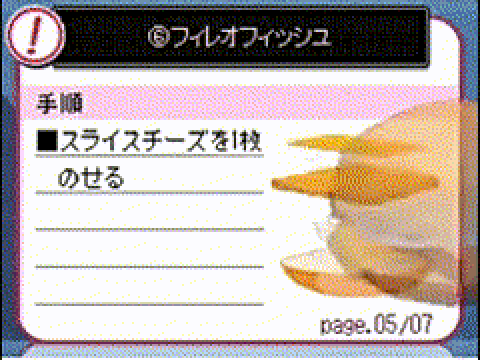 ⑥フィレオフィッシュ
手順
■スライスチーズを1枚
のせる
page.05/07